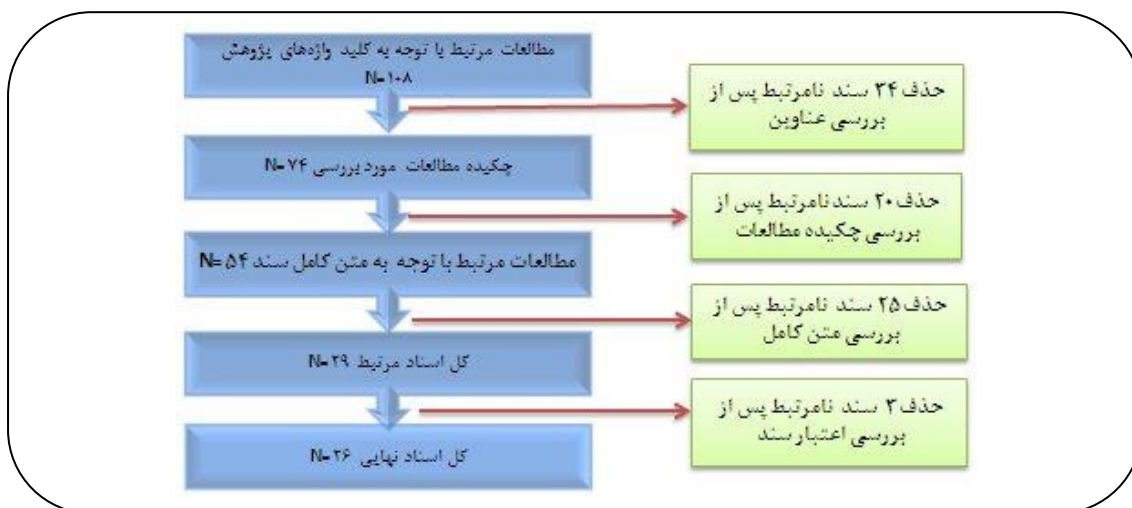 مطالعات مرتبط با توجه به کلید واژه‌های پژوهش
N=۱۰۸
حذف ۳۴ سند نامرتبط پس از
بررسی عناوین
چکیده مطالعات مورد بررسی N=۷۴
حذف ۲۰ سند نامرتبط پس از
بررسی چکیده مطالعات
مطالعات مرتبط با توجه به متن کامل سند N=۵۴
حذف ۲۵ سند نامرتبط پس از
بررسی متن کامل
کل اسناد مرتبط N=۲۹
حذف ۳ سند نامرتبط پس از
بررسی اعتبار سند
کل اسناد نهایی N=۲۶